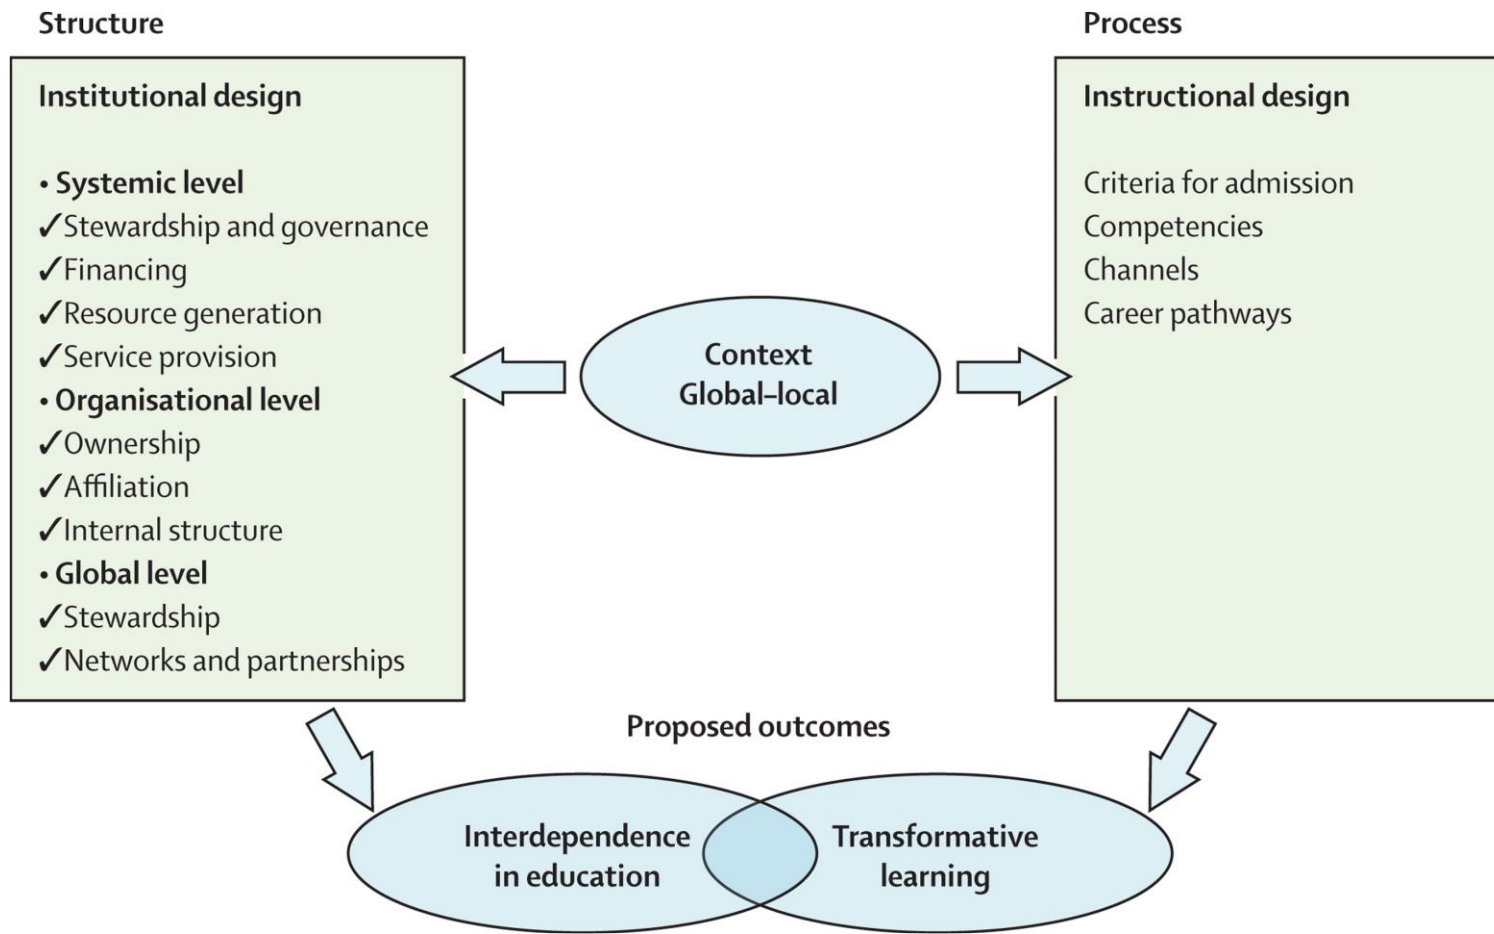 Structure
Institutional design
• Systemic level
✓Stewardship and governance
✓Financing
✓Resource generation
✓Service provision
• Organisational level
✓Ownership
✓Affiliation
✓Internal structure
• Global level
✓Stewardship
✓Networks and partnerships
Context
Global–local
Process
Instructional design
Criteria for admission
Competencies
Channels
Career pathways
Proposed outcomes
Interdependence
in education
Transformative
learning